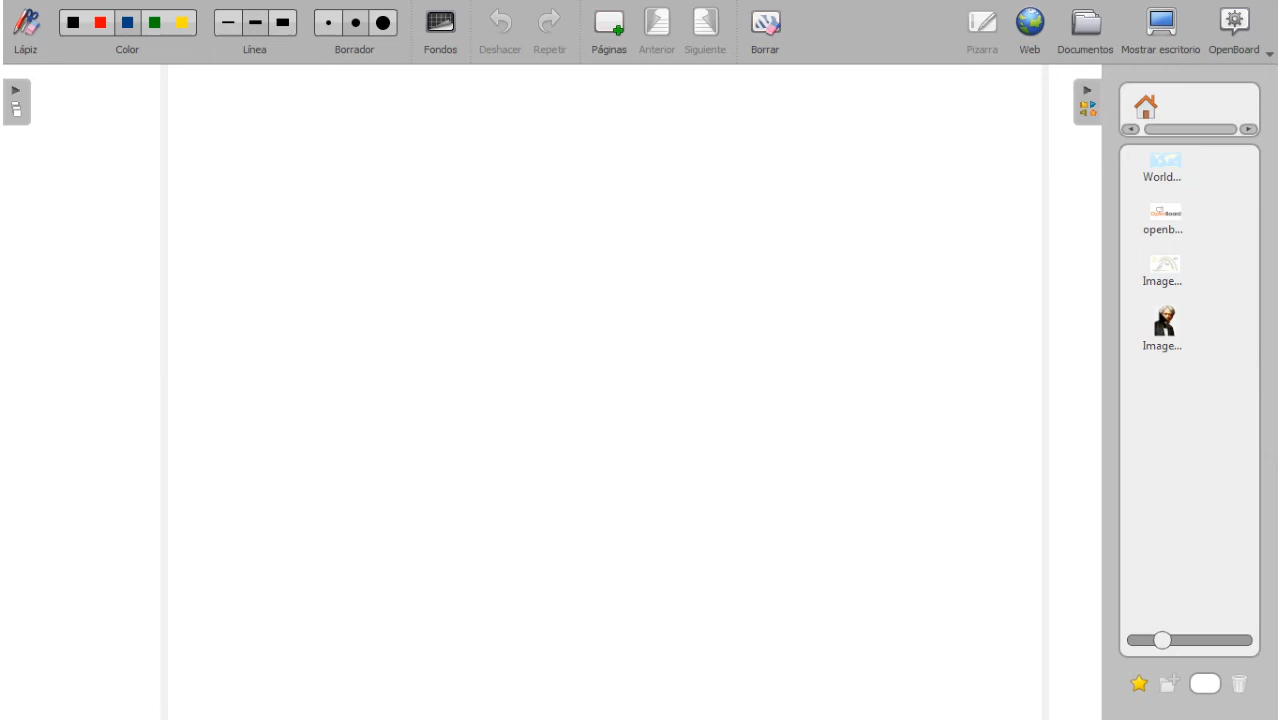 Lápiz
Color
Línea
Borrador
Fondos
Deshacer
Repetir
Páginas
Anterior
Siguiente
Borrar
Pizarra
Web
Documentos
Mostrar escritorio
OpenBoard
World...
OpenBoard
openb...
Image...
Image...